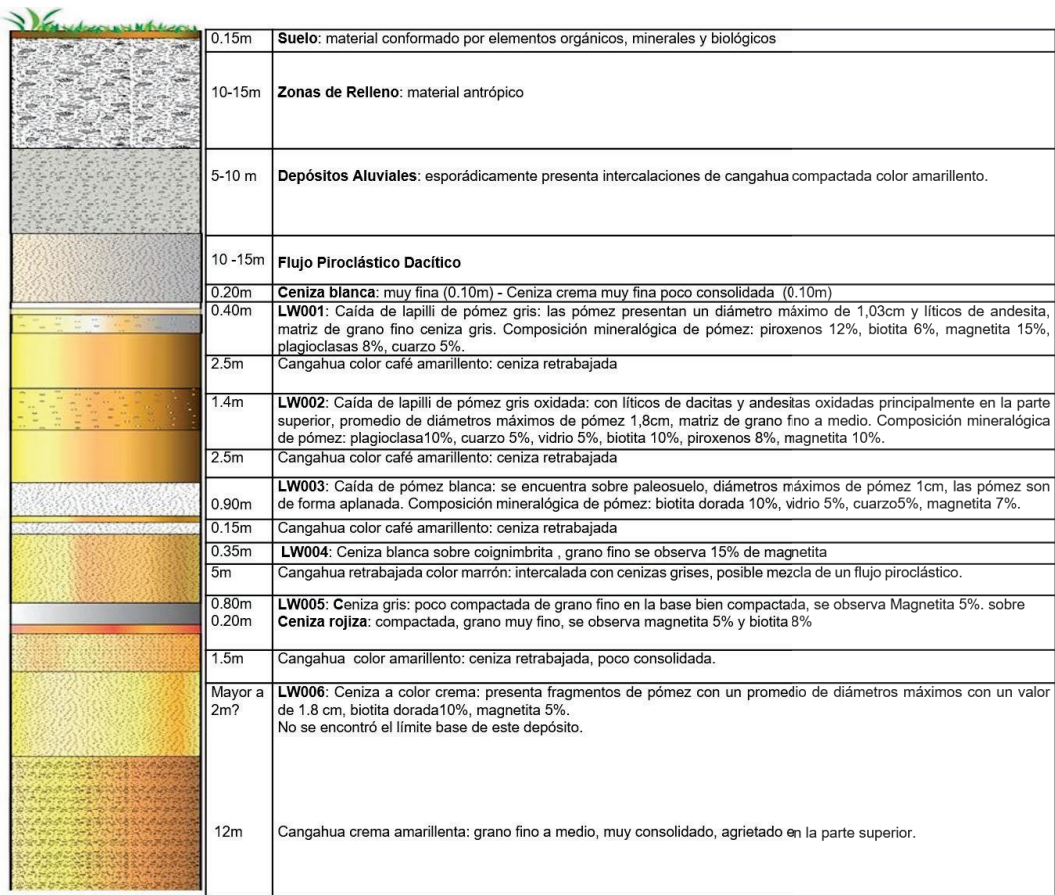 0.15m Suelo: material conformado por elementos orgánicos, minerales y biológicos
10-15m Zonas de Relleno: material antrópico
5-10 m Depósitos Aluviales: esporádicamente presenta intercalaciones de cangahua compactada color amarillento.
10 -15m Flujo Piroclástico Dacítico
0.20m Ceniza blanca: muy fina (0.10m) - Ceniza crema muy fina poco consolidada (0.10m)
0.40m LW001: Caída de lapilli de pómez gris: las pómez presentan un diámetro máximo de 1,03cm y líticos de andesita,
matriz de grano fino ceniza gris. Composición mineralógica de pómez: piroxenos 12%, biotita 6%, magnetita 15%,
plagioclasas 8%, cuarzo 5%.
2.5m Cangahua color café amarillento: ceniza retrabajada
1.4m LW002: Caída de lapilli de pómez gris oxidada: con líticos de dacitas y andesitas oxidadas principalmente en la parte
superior, promedio de diámetros máximos de pómez 1,8cm, matriz de grano fino a medio. Composición mineralógica
de pómez: plagioclasa10%, cuarzo 5%, vidrio 5%, biotita 10%, piroxenos 8%, magnetita 10%.
2.5m Cangahua color café amarillento: ceniza retrabajada
LW003: Caída de pómez blanca: se encuentra sobre paleosuelo, diámetros máximos de pómez 1cm, las pómez son
0.90m de forma aplanada. Composición mineralógica de pómez: biotita dorada 10%, vidrio 5%, cuarzo5%, magnetita 7%.
0.15m Cangahua color café amarillento: ceniza retrabajada
0.35m LW004: Ceniza blanca sobre coignimbrita , grano fino se observa 15% de magnetita
5m Cangahua retrabajada color marrón: intercalada con cenizas grises, posible mezcla de un flujo piroclástico.
0.80m LW005: Ceniza gris: poco compactada de grano fino en la base bien compactada, se observa Magnetita 5%. sobre
0.20m Ceniza rojiza: compactada, grano muy fino, se observa magnetita 5% y biotita 8%
1.5m Cangahua color amarillento: ceniza retrabajada, poco consolidada.
Mayor a LW006: Ceniza a color crema: presenta fragmentos de pómez con un promedio de diámetros máximos con un valor
2m? de 1.8 cm, biotita dorada10%, magnetita 5%.
No se encontró el límite base de este depósito.
12m Cangahua crema amarillenta: grano fino a medio, muy consolidado, agrietado en la parte superior.